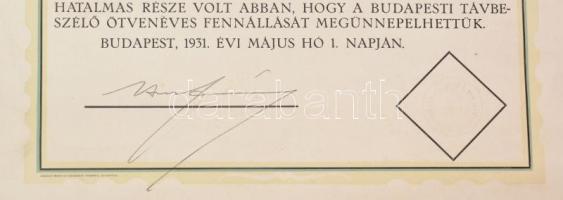 HATALMAS RÉSZE VOLT ABBAN, HOGY A BUDAPESTI TÁVBE-
SZÉLŐ ÖTVENÉVES FENNÁLLÁSÁT MEGÜNNEPELHETTÜK.
BUDAPEST, 1931. ÉVI MÁJUS HÓ 1. NAPJÁN.
darabanth